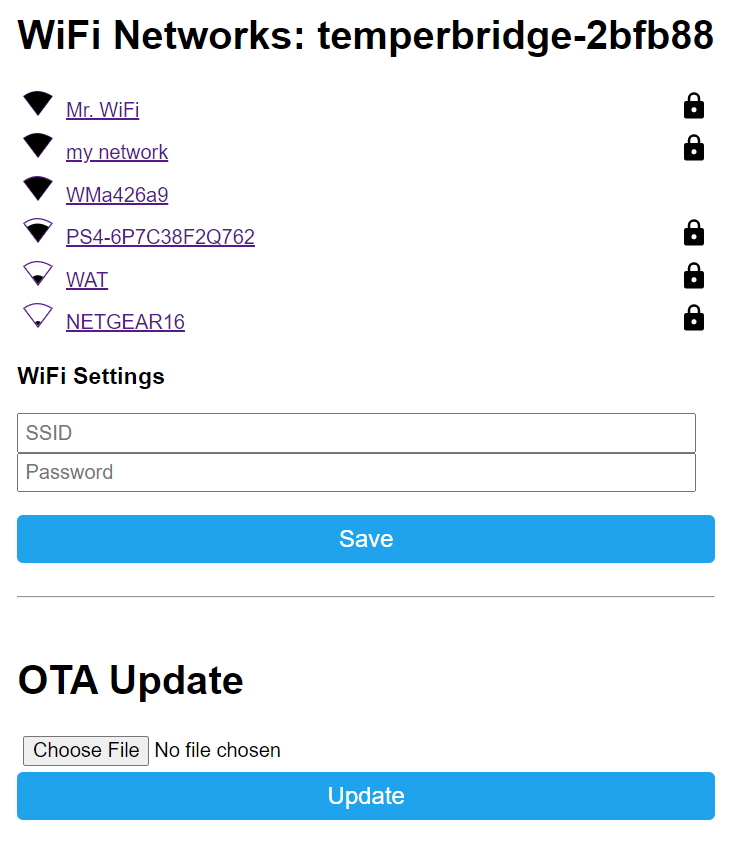 WiFi Networks: temperbridge-2bfb88
Mr. WiFi
my network
WMa426a9
PS4-6P7C38F2Q762
WAT
NETGEAR16
WiFi Settings
SSID
Password
Save
OTA Update
Choose File No file chosen
Update